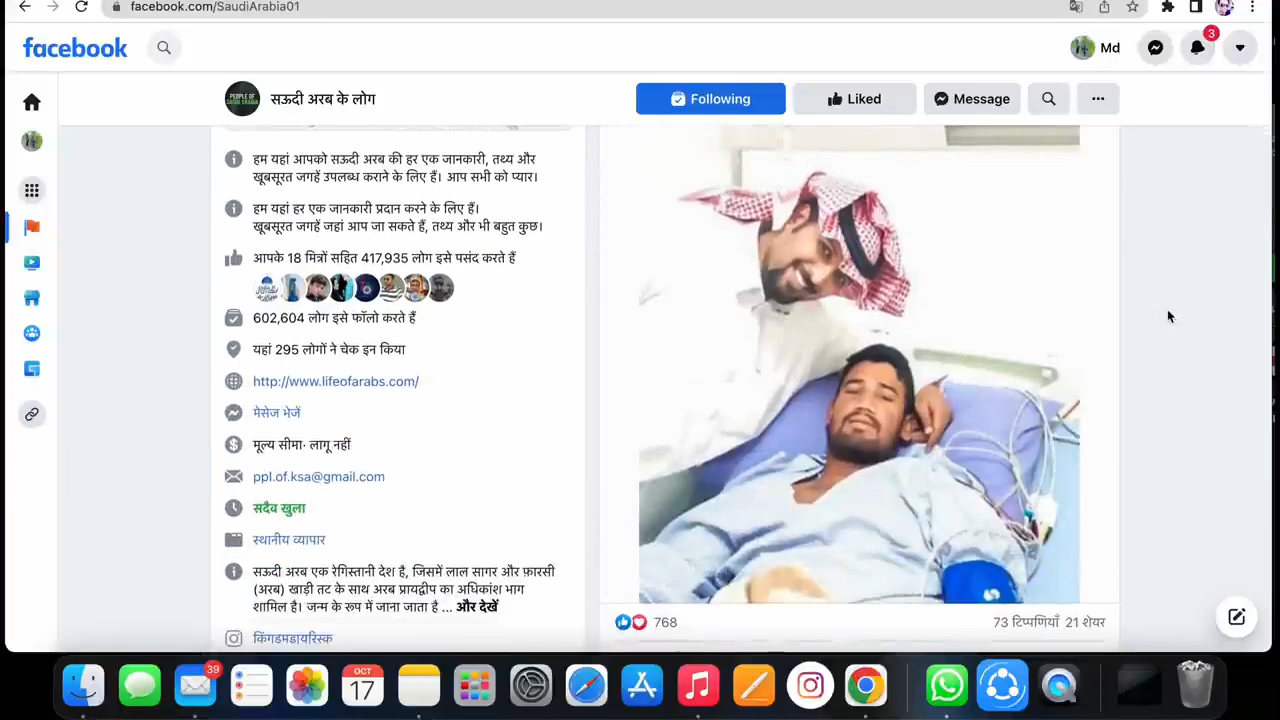 facebook.com/SaudiArabia01
facebook
Md
3
PEOPLE OF
SAUDI ARABIA
सऊदी अरब के लोग
Following
Liked
Message
हम यहां आपको सऊदी अरब की हर एक जानकारी, तथ्य और
खूबसूरत जगहें उपलब्ध कराने के लिए हैं। आप सभी को प्यार।
हम यहां हर एक जानकारी प्रदान करने के लिए हैं।
खूबसूरत जगहें जहां आप जा सकते हैं, तथ्य और भी बहुत कुछ।
आपके 18 मित्रों सहित 417,935 लोग इसे पसंद करते हैं
602,604 लोग इसे फॉलो करते हैं
यहां 295 लोगों ने चेक इन किया
http://www.lifeofarabs.com/
मेसेज भेजें
मूल्य सीमा· लागू नहीं
ppl.of.ksa@gmail.com
सदैव खुला
स्थानीय व्यापार
सऊदी अरब एक रेगिस्तानी देश है, जिसमें लाल सागर और फ़ारसी
(अरब) खाड़ी तट के साथ अरब प्रायद्वीप का अधिकांश भाग
शामिल है। जन्म के रूप में जाना जाता है ... और देखें
किंगडमडायरिस्क
768
73 टिप्पणियाँ 21 शेयर
39
OCT
17